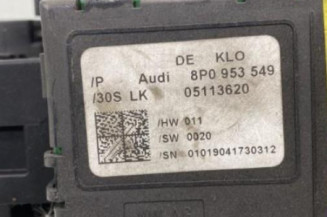 DE KLO
/P Audi 8P0 953 549
/30S LK 05113620
/HW 011
/SW 0020
/SN 01019041730312